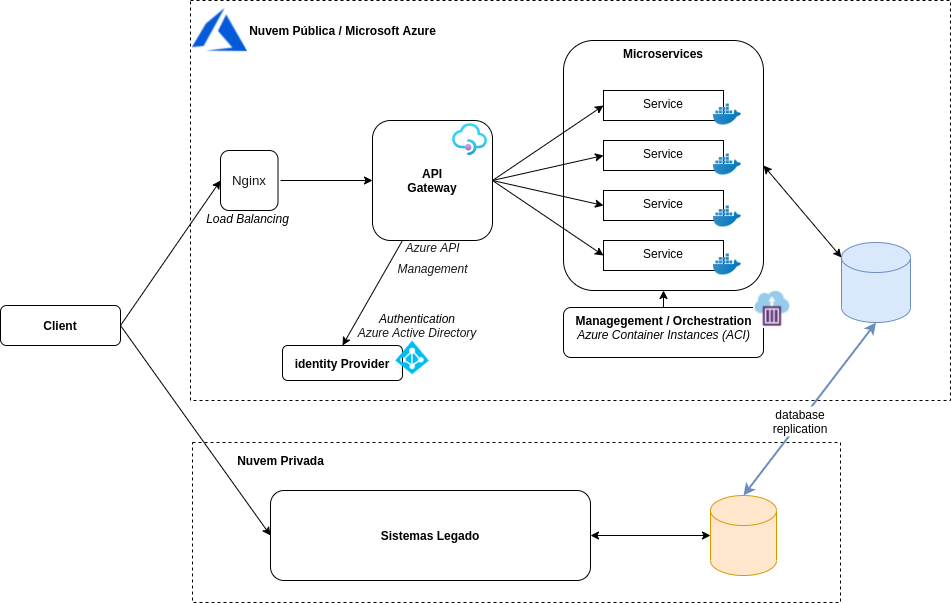 Nuvem Pública / Microsoft Azure
Microservices
Service
Service
Service
Service
Nginx
Load Balancing
API
Gateway
Azure API
Management
Authentication
Azure Active Directory
identity Provider
Managegement / Orchestration
Azure Container Instances (ACI)
Client
database
replication
Nuvem Privada
Sistemas Legado